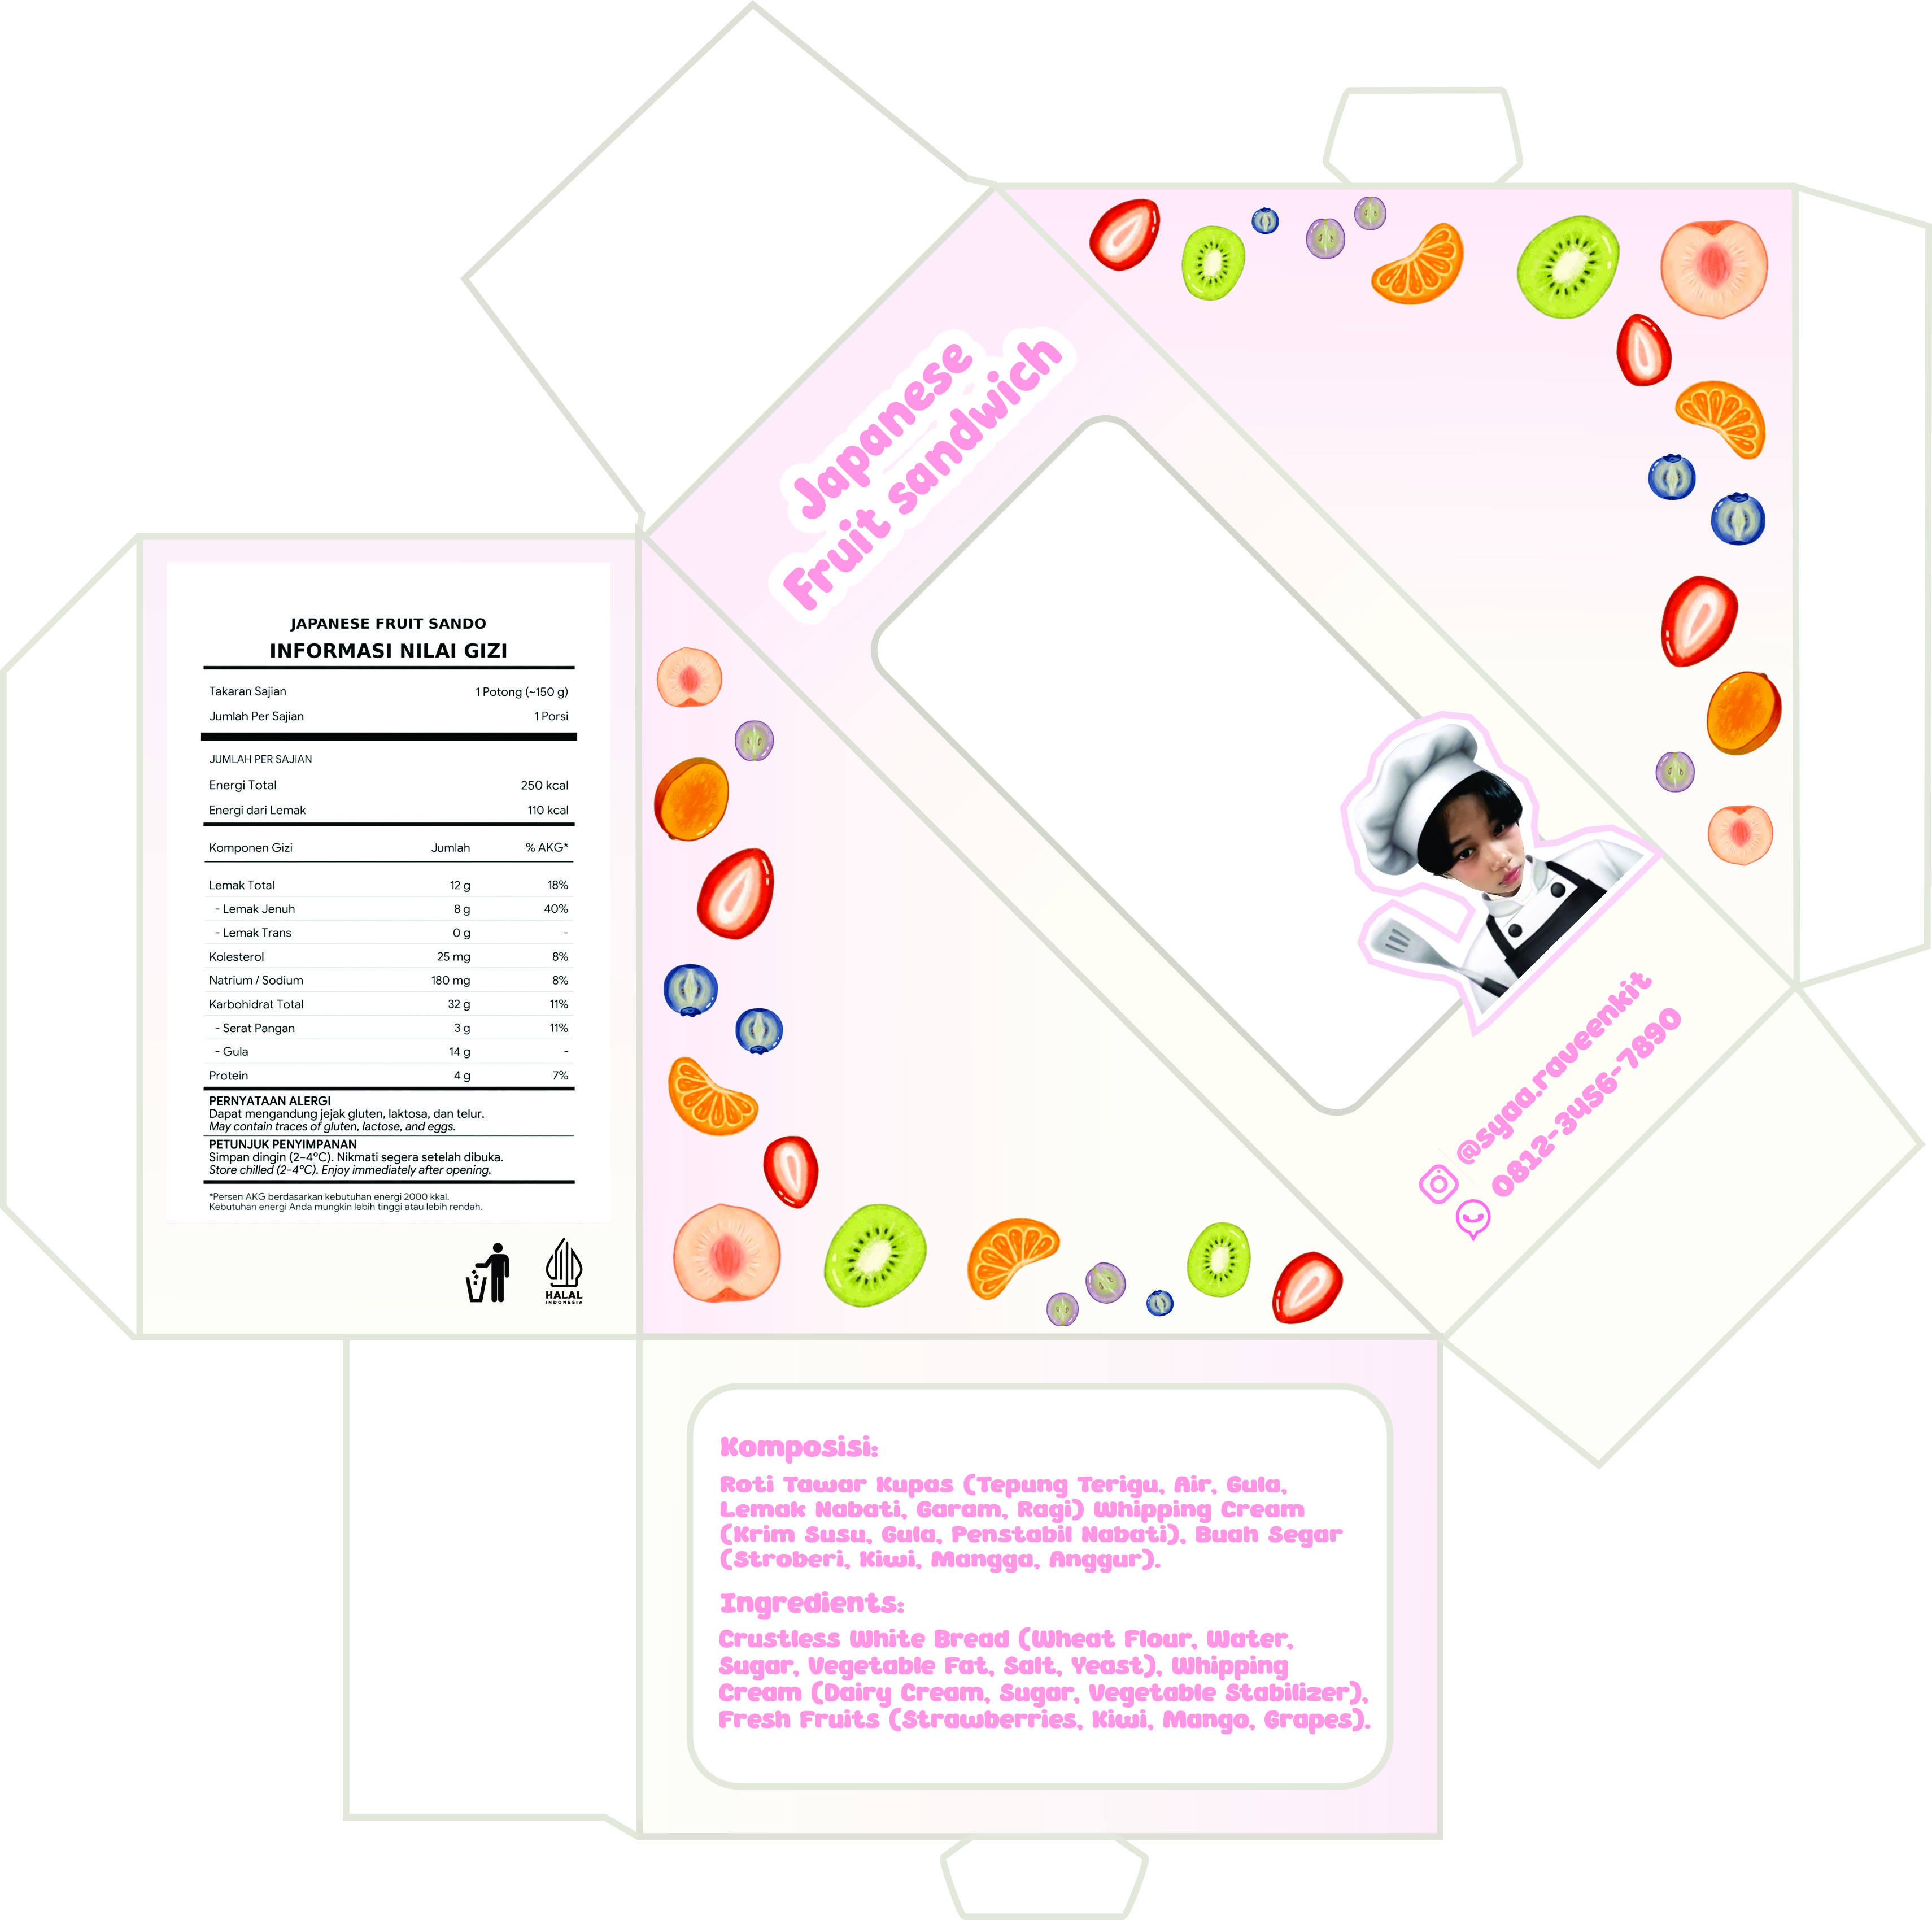 Japanese
Fruit sandwich
JAPANESE FRUIT SANDO
INFORMASI NILAI GIZI
Takaran Sajian 1 Potong (~150 g)
Jumlah Per Sajian 1 Porsi
JUMLAH PER SAJIAN
Energi Total 250 kcal
Energi dari Lemak 110 kcal
Komponen Gizi Jumlah % AKG*
Lemak Total 12 g 18%
- Lemak Jenuh 8 g 40%
- Lemak Trans 0 g -
Kolesterol 25 mg 8%
Natrium / Sodium 180 mg 8%
Karbohidrat Total 32 g 11%
- Serat Pangan 3 g 11%
- Gula 14 g -
Protein 4 g 7%
PERNYATAAN ALERGI
Dapat mengandung jejak gluten, laktosa, dan telur.
May contain traces of gluten, lactose, and eggs.
PETUNJUK PENYIMPANAN
Simpan dingin (2-4°C). Nikmati segera setelah dibuka.
Store chilled (2-4°C). Enjoy immediately after opening.
*Persen AKG berdasarkan kebutuhan energi 2000 kkal.
Kebutuhan energi Anda mungkin lebih tinggi atau lebih rendah.
HALAL
INDONESIA
@syaa.raveenkit
0812-3456-7890
Komposisi:
Roti Tawar Kupas (Tepung Terigu, Air, Gula,
Lemak Nabati, Garam, Ragi) Whipping Cream
(Krim Susu, Gula, Penstabil Nabati), Buah Segar
(Stroberi, Kiwi, Mangga, Anggur).
Ingredients:
Crustless White Bread (Wheat Flour, Water,
Sugar, Vegetable Fat, Salt, Yeast), Whipping
Cream (Dairy Cream, Sugar, Vegetable Stabilizer),
Fresh Fruits (Strawberries, Kiwi, Mango, Grapes).